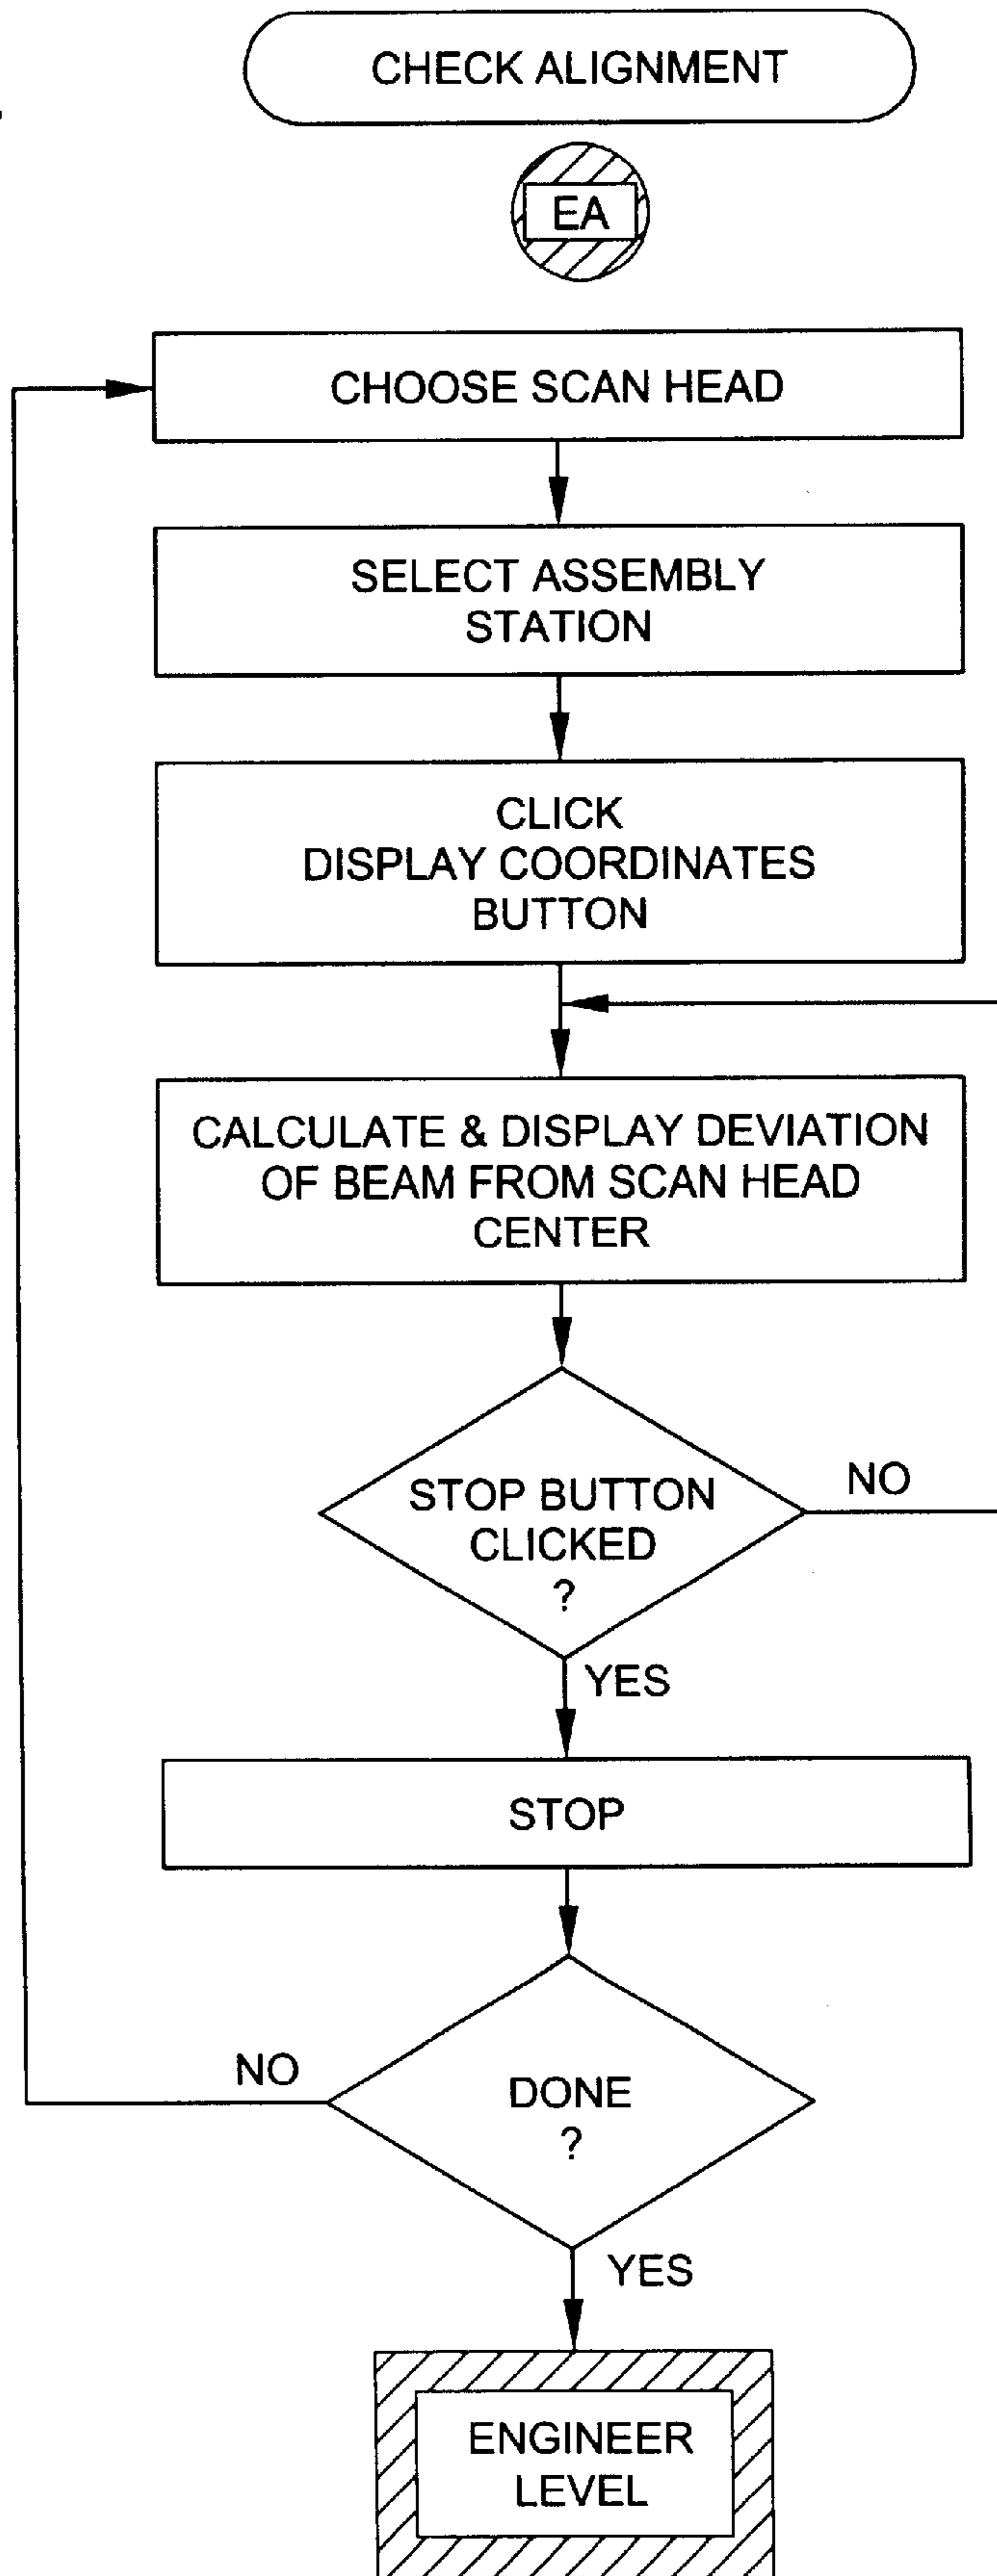 CHECK ALIGNMENT
EA
CHOOSE SCAN HEAD
SELECT ASSEMBLY
STATION
CLICK
DISPLAY COORDINATES
BUTTON
CALCULATE & DISPLAY DEVIATION
OF BEAM FROM SCAN HEAD
CENTER
STOP BUTTON
CLICKED
?
NO
YES
STOP
NO
DONE
?
YES
ENGINEER
LEVEL